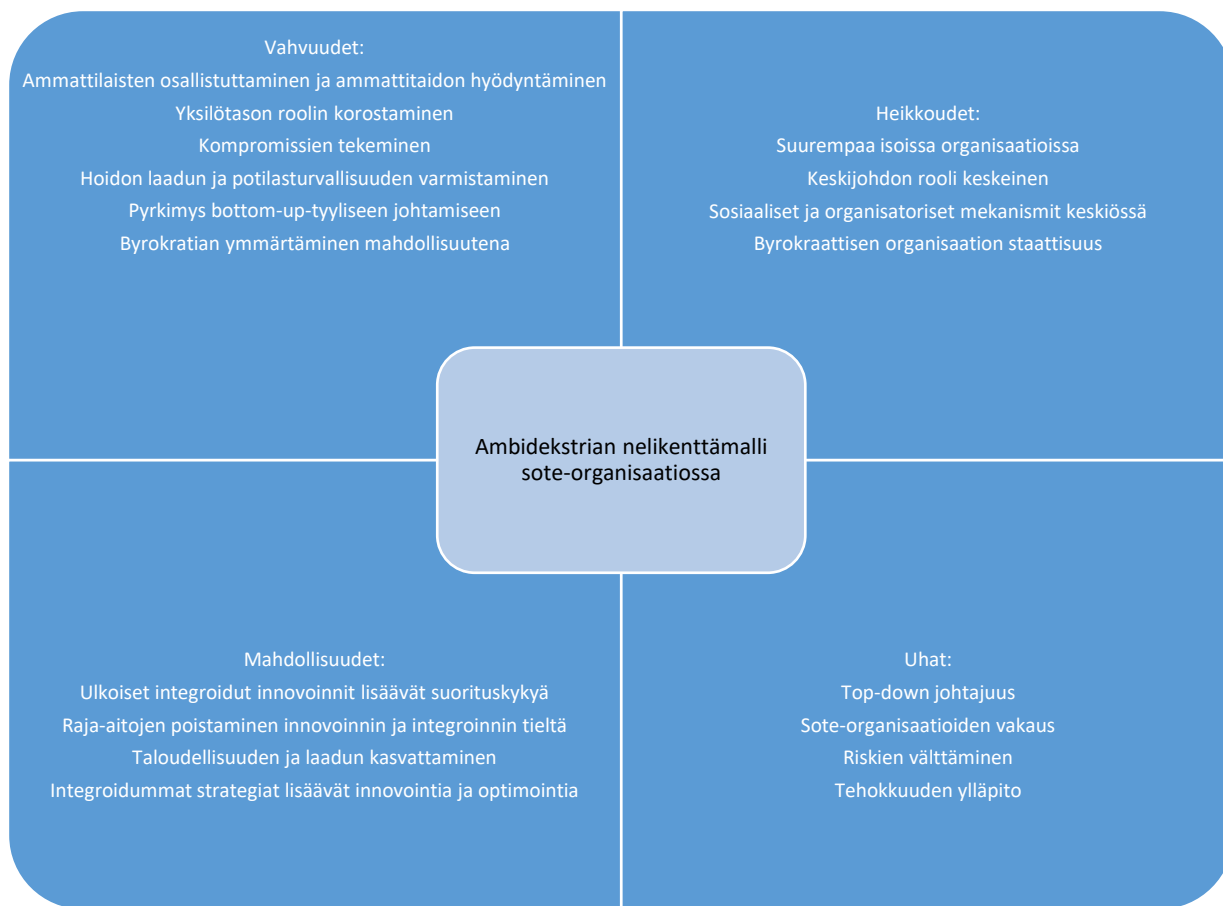 Vahvuudet:
Ammattilaisten osallistuttaminen ja ammattitaidon hyödyntäminen
Yksilötason roolin korostaminen
Kompromissien tekeminen
Hoidon laadun ja potilasturvallisuuden varmistaminen
Pyrkimys bottom-up-tyyliseen johtamiseen
Byrokratian ymmärtäminen mahdollisuutena
Heikkoudet:
Suurempaa isoissa organisaatioissa
Keskijohdon rooli keskeinen
Sosiaaliset ja organisatoriset mekanismit keskiössä
Byrokraattisen organisaation staattisuus
Ambidekstrian nelikenttämalli
sote-organisaatiossa
Mahdollisuudet:
Ulkoiset integroidut innovoinnit lisäävät suorituskykyä
Raja-aitojen poistaminen innovoinnin ja integroinnin tieltä
Taloudellisuuden ja laadun kasvattaminen
Integroidummat strategiat lisäävät innovointia ja optimointia
Uhat:
Top-down johtajuus
Sote-organisaatioiden vakaus
Riskien välttäminen
Tehokkuuden ylläpito